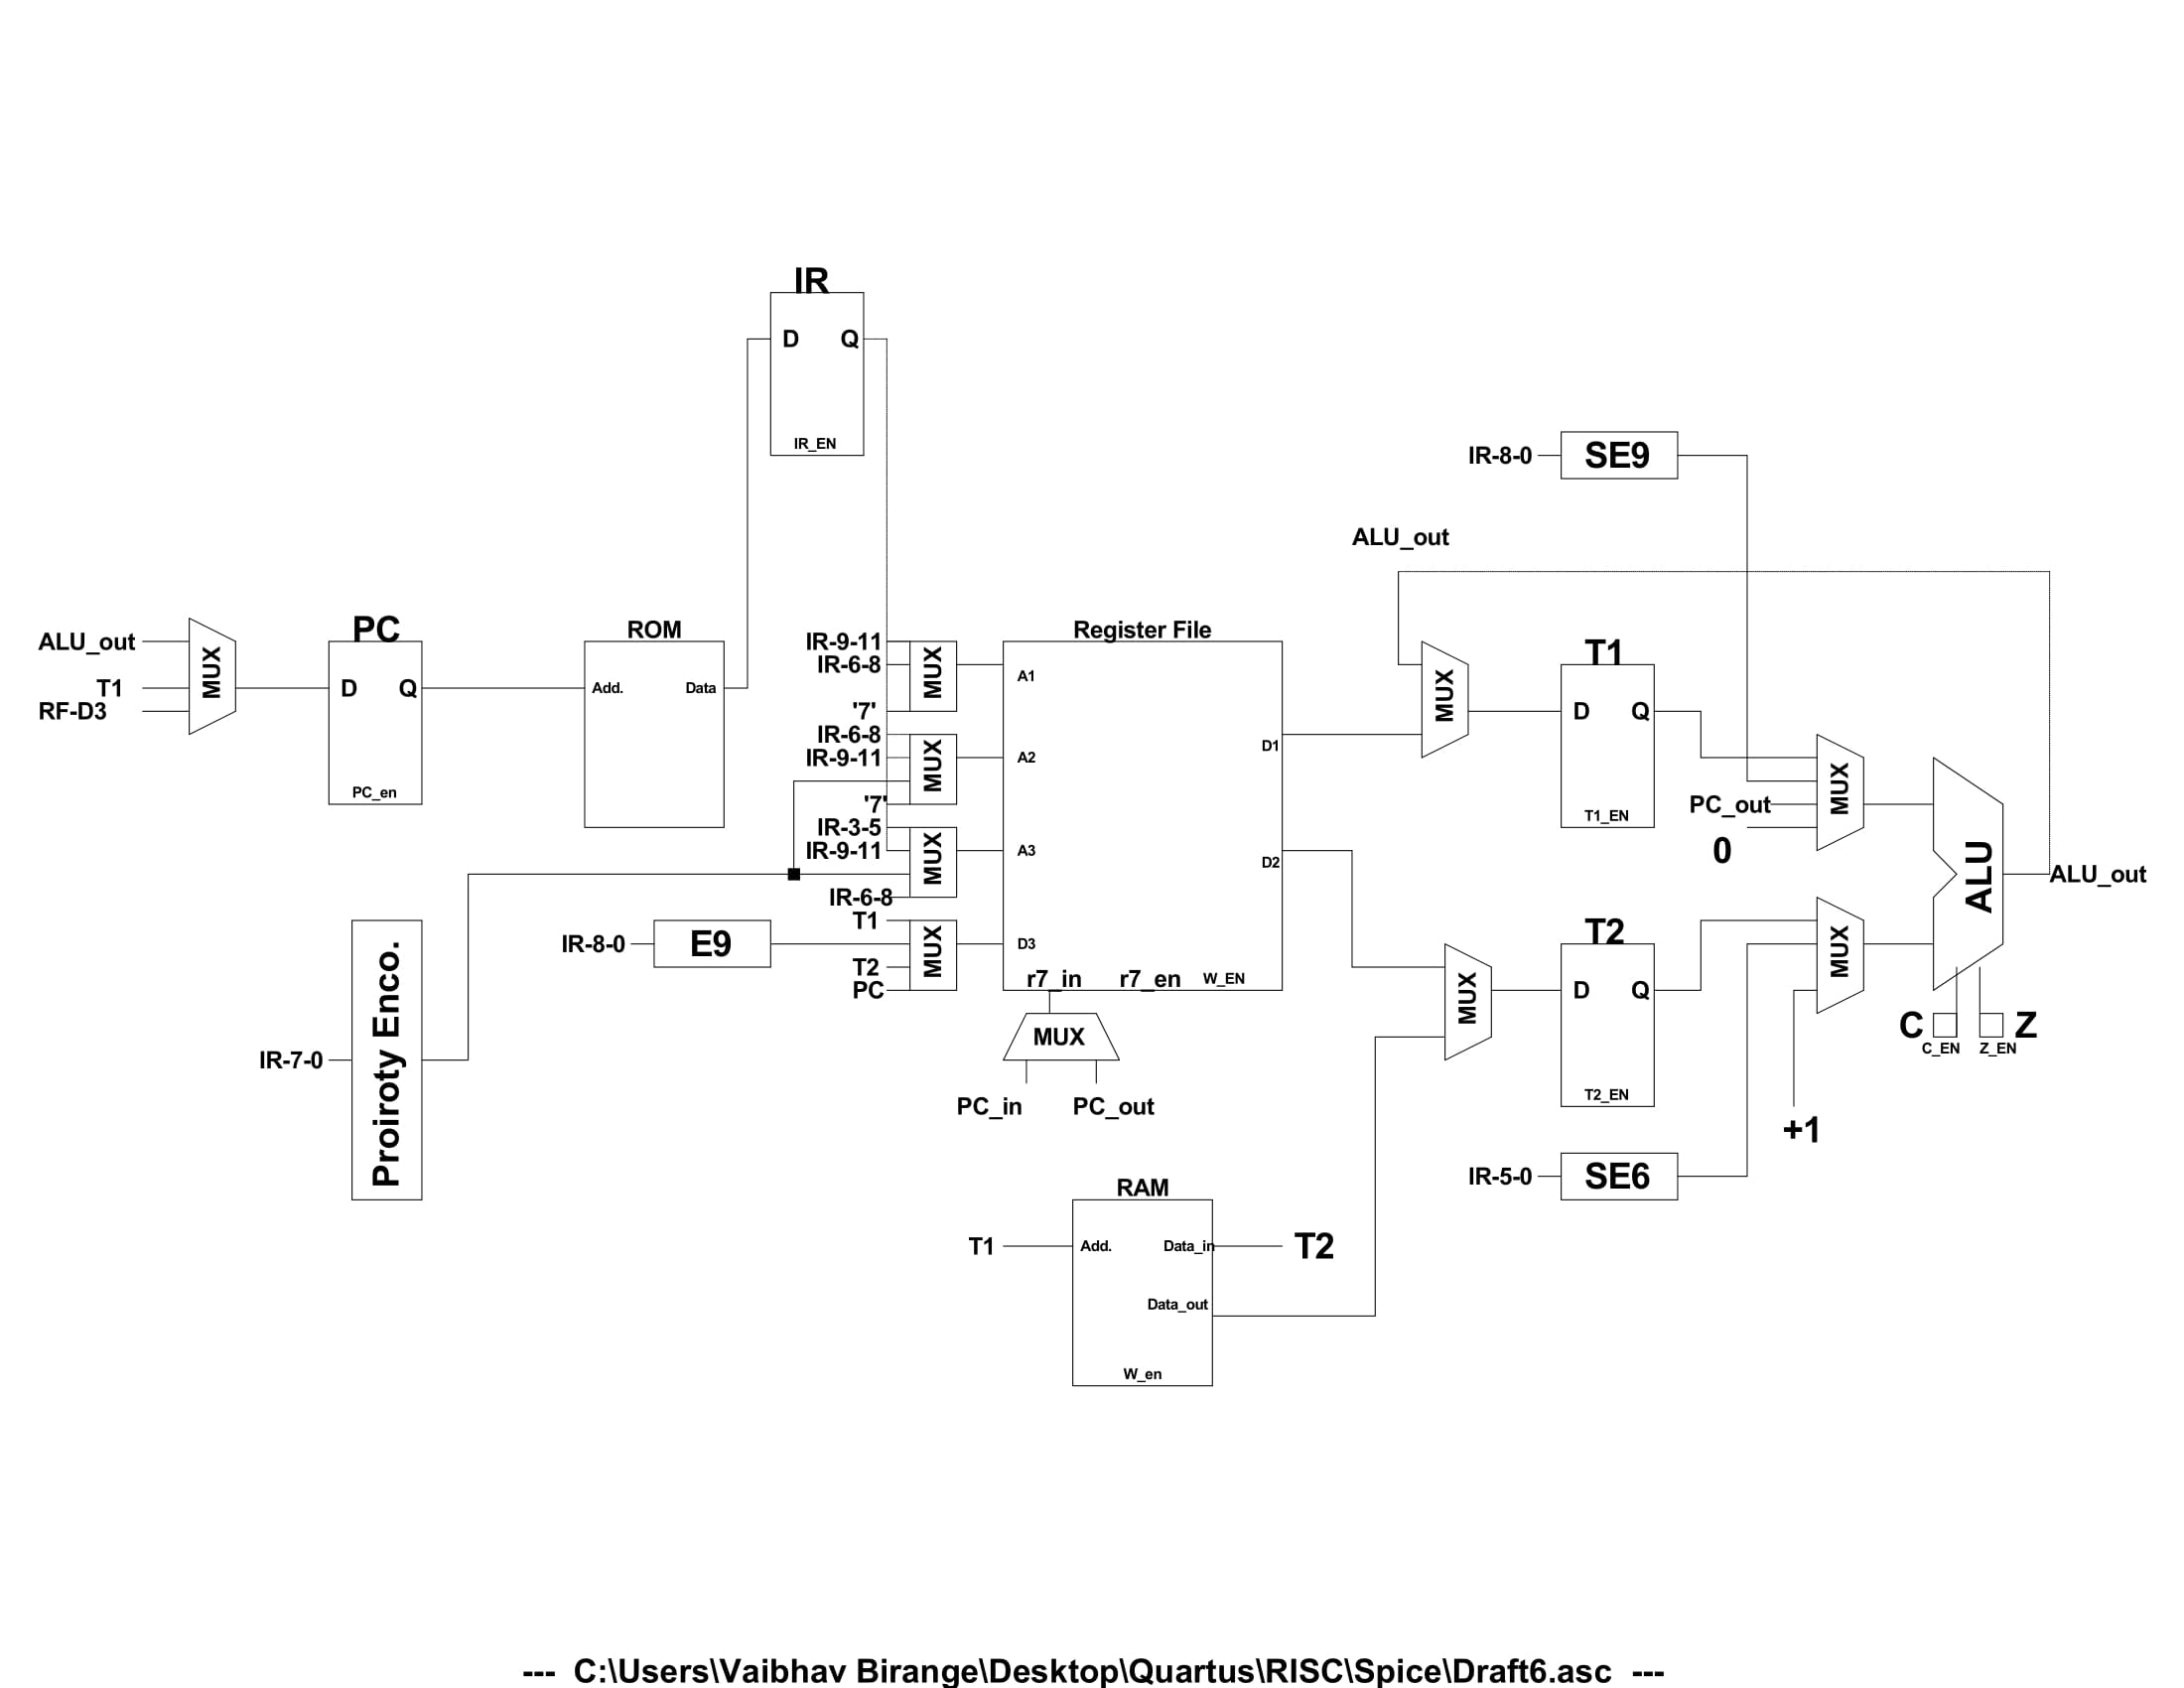 IR
D Q
IR_EN
IR-8-0 SE9
ALU_out
ALU_out
T1
RF-D3
MUX
PC
D Q
PC_en
ROM
Add. Data
IR-9-11
IR-6-8
'7'
MUX
IR-6-8
IR-9-11
'7'
MUX
IR-3-5
IR-9-11
IR-6-8
MUX
T1
IR-8-0 E9
T2
PC
MUX
Register File
A1
A2
A3
D3
D1
D2
r7_in r7_en W_EN
MUX
PC_in PC_out
MUX
T1
D Q
T1_EN
PC_out
0
MUX
ALU
ALU_out
MUX
T2
D Q
T2_EN
MUX
+1
C Z
C_EN Z_EN
IR-5-0 SE6
IR-7-0 Proiroty Enco.
RAM
T1 Add. Data_in T2
Data_out
W_en
--- C:\Users\Vaibhav Birange\Desktop\Quartus\RISC\Spice\Draft6.asc ---